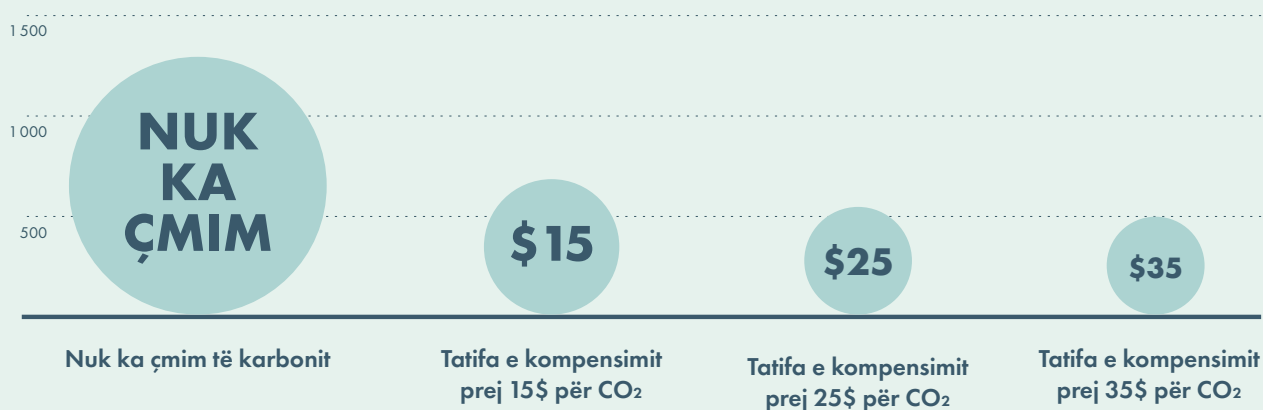 1 500
1 000
500
NUK
KA
ÇMIM
$15
$25
$35
Nuk ka çmim të karbonit
Tatifa e kompensimit
prej 15$ për CO₂
Tatifa e kompensimit
prej 25$ për CO₂
Tatifa e kompensimit
prej 35$ për CO₂